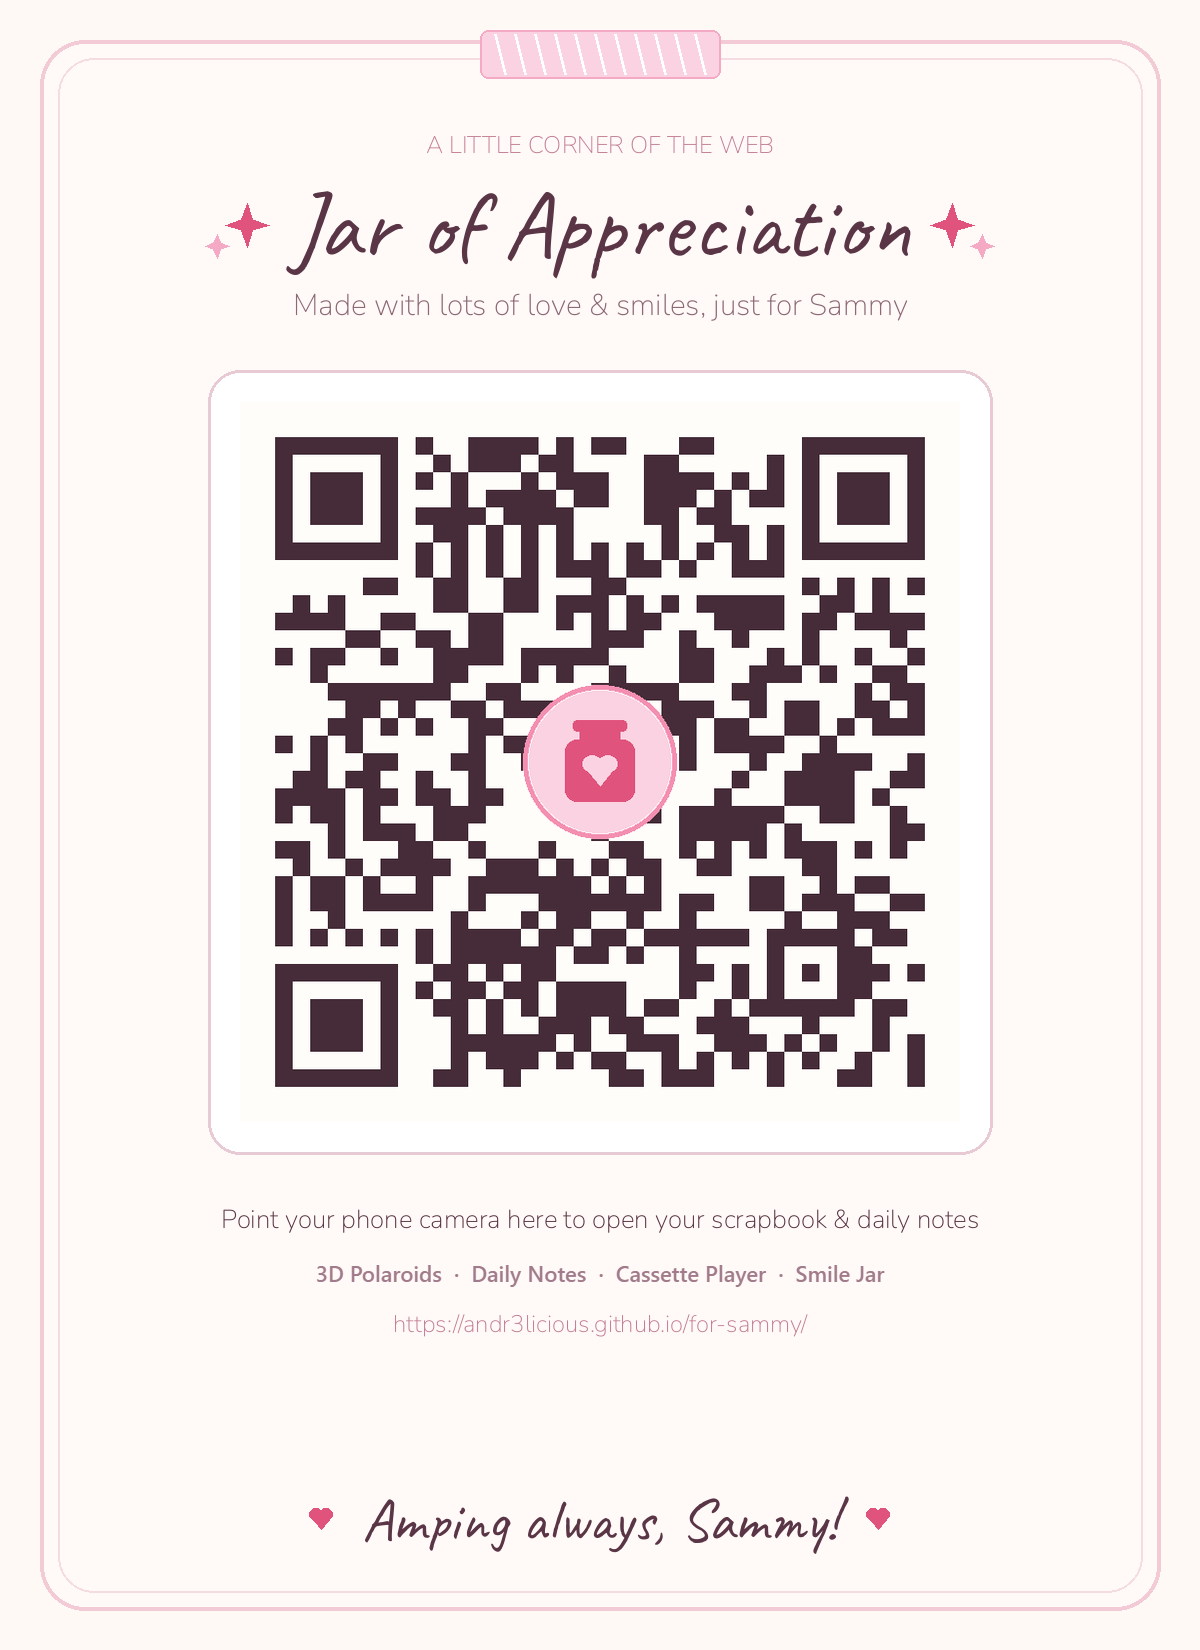 A LITTLE CORNER OF THE WEB
Jar of Appreciation
Made with lots of love & smiles, just for Sammy
Point your phone camera here to open your scrapbook & daily notes
3D Polaroids · Daily Notes · Cassette Player · Smile Jar
https://andr3licious.github.io/for-sammy/
Amping always, Sammy!